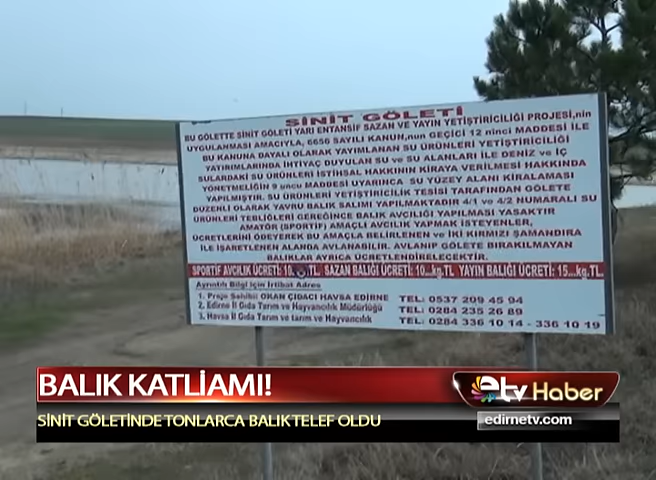 SİNİT GÖLETİ
BU GÖLETTE SİNİT GÖLETİ YARI ENTANSİF SAZAN VE YAYIN YETİŞTİRİCİLİĞİ PROJESİ,nin
UYGULANMASI AMACIYLA, 6656 SAYILI KANUN,nun GEÇİCİ 12 ninci MADDESİ İLE
BU KANUNA DAYALI OLARAK YAYIMLANAN SU ÜRÜNLERİ YETİŞTİRİCİLİĞİ
YATIRIMLARINDA İHTİYAÇ DUYULAN SU ve SU ALANLARI İLE DENİZ ve İÇ
SULARDAKİ SU ÜRÜNLERİ İSTİHSAL HAKKININ KİRAYA VERİLMESİ HAKKINDA
YÖNETMELİĞİN 9 uncu MADDESİ UYARINCA SU YÜZEY ALANI KİRALAMASI
YAPILMIŞTIR. SU ÜRÜNLERİ YETİŞTİCİLİK TESİSİ TARAFINDAN GÖLETE
DÜZENLİ OLARAK YAVRU BALIK SALIMI YAPILMAKTADIR 4/1 ve 4/2 NUMARALI SU
ÜRÜNLERİ TEBLİĞLERİ GEREĞİNCE BALIK AVCILIĞI YAPILMASI YASAKTIR
AMATÖR (SPORTİF) AMAÇLI AVCILIK YAPMAK İSTEYENLER,
ÜCRETLERİNİ ÖDEYEREK BU AMAÇLA BELİRLENEN ve İKİ KIRMIZI ŞAMANDIRA
İLE İŞARETLENEN ALANDA AVLANABİLİR. AVLANIP GÖLETE BIRAKILMAYAN
BALIKLAR AYRICA ÜCRETLENDİRELECEKTİR.
SPORTİF AVCILIK ÜCRETİ: 10 TL. SAZAN BALIĞI ÜCRETİ: 10...kg.TL YAYIN BALIĞI ÜCRETİ: 15...kg.TL
Ayrıntılı Bilgi İçin İrtibat Adres
1. Proje Sahibi: OKAN ÇIDACI HAVSA EDİRNE TEL: 0537 209 45 94
2. Edirne İl Gıda Tarım ve Hayvancılık Müdürlüğü TEL: 0284 235 26 89
3. Havsa İl Gıda Tarım ve tarım ve Hayvancılık TEL: 0284 336 10 14 - 336 10 19
BALIK KATLİAMI!
etv Haber
SİNİT GÖLETİNDE TONLARCA BALIK TELEF OLDU
edirnetv.com